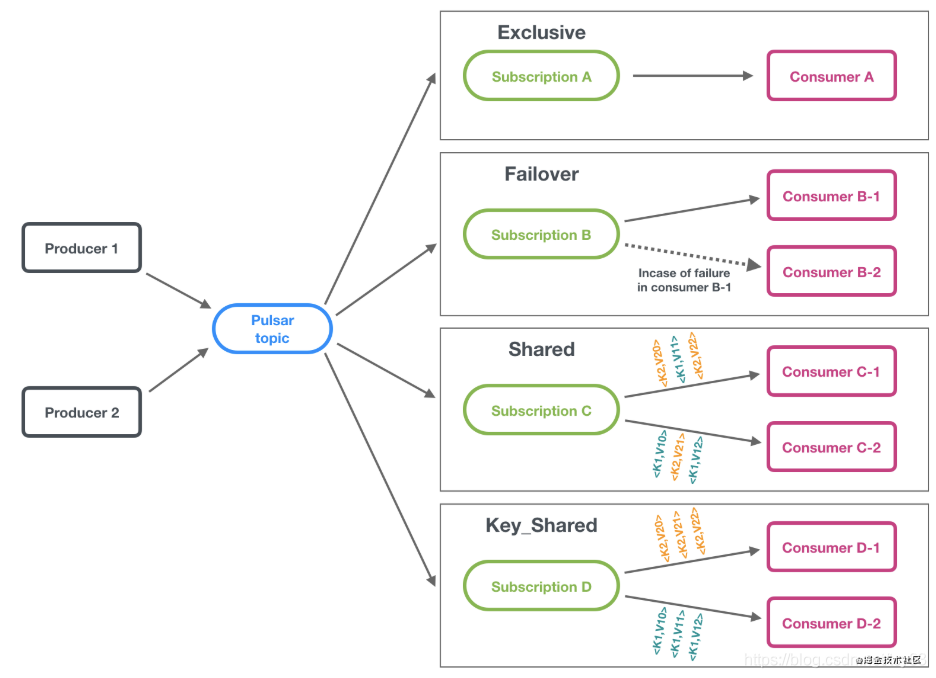 Exclusive
Subscription A
Consumer A
Failover
Subscription B
Consumer B-1
Consumer B-2
Incase of failure
in consumer B-1
Producer 1
Pulsar
topic
Producer 2
Shared
<K2,V20>
<K1,V11>
<K2,V22>
Subscription C
Consumer C-1
<K1,V10>
<K2,V21>
<K1,V12>
Consumer C-2
Key_Shared
<K2,V20>
<K2,V21>
<K2,V22>
Subscription D
Consumer D-1
<K1,V10>
<K1,V11>
<K1,V12>
Consumer D-2
https://blog.csd
@掘金技术社区